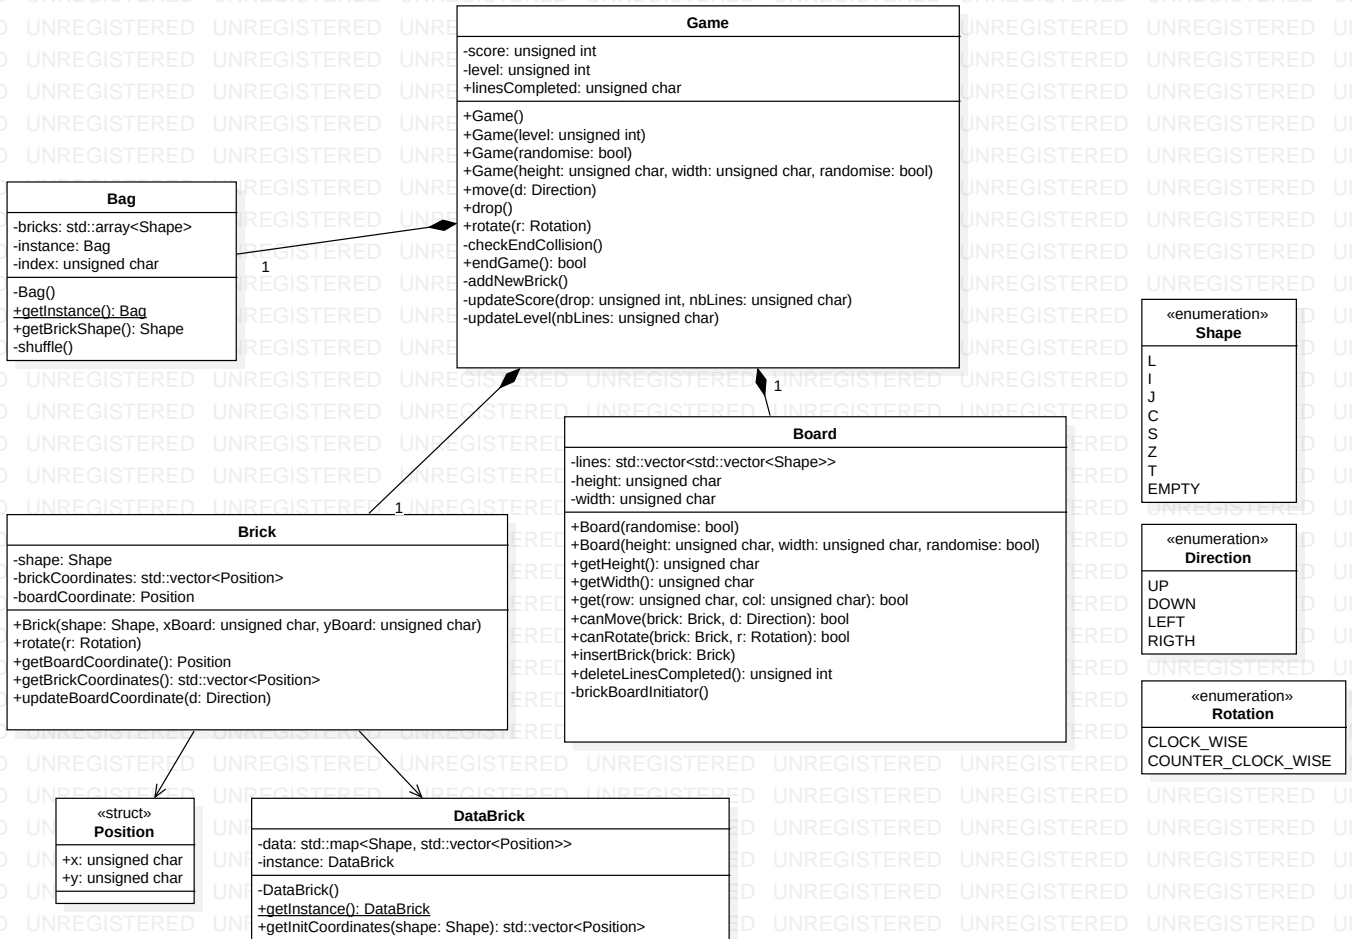 Game
-score: unsigned int
-level: unsigned int
+linesCompleted: unsigned char
+Game()
+Game(level: unsigned int)
+Game(randomise: bool)
+Game(height: unsigned char, width: unsigned char, randomise: bool)
+move(d: Direction)
+drop()
+rotate(r: Rotation)
-checkEndCollision()
+endGame(): bool
-addNewBrick()
-updateScore(drop: unsigned int, nbLines: unsigned char)
-updateLevel(nbLines: unsigned char)
Bag
-bricks: std::array<Shape>
-instance: Bag
-index: unsigned char
-Bag()
+getInstance(): Bag
+getBrickShape(): Shape
-shuffle()
1
1
1
Board
-lines: std::vector<std::vector<Shape>>
-height: unsigned char
-width: unsigned char
+Board(randomise: bool)
+Board(height: unsigned char, width: unsigned char, randomise: bool)
+getHeight(): unsigned char
+getWidth(): unsigned char
+get(row: unsigned char, col: unsigned char): bool
+canMove(brick: Brick, d: Direction): bool
+canRotate(brick: Brick, r: Rotation): bool
+insertBrick(brick: Brick)
+deleteLinesCompleted(): unsigned int
-brickBoardInitiator()
Brick
-shape: Shape
-brickCoordinates: std::vector<Position>
-boardCoordinate: Position
+Brick(shape: Shape, xBoard: unsigned char, yBoard: unsigned char)
+rotate(r: Rotation)
+getBoardCoordinate(): Position
+getBrickCoordinates(): std::vector<Position>
+updateBoardCoordinate(d: Direction)
«enumeration»
Shape
L
I
J
C
S
Z
T
EMPTY
«enumeration»
Direction
UP
DOWN
LEFT
RIGTH
«enumeration»
Rotation
CLOCK_WISE
COUNTER_CLOCK_WISE
«struct»
Position
+x: unsigned char
+y: unsigned char
DataBrick
-data: std::map<Shape, std::vector<Position>>
-instance: DataBrick
-DataBrick()
+getInstance(): DataBrick
+getInitCoordinates(shape: Shape): std::vector<Position>
UNREGISTERED